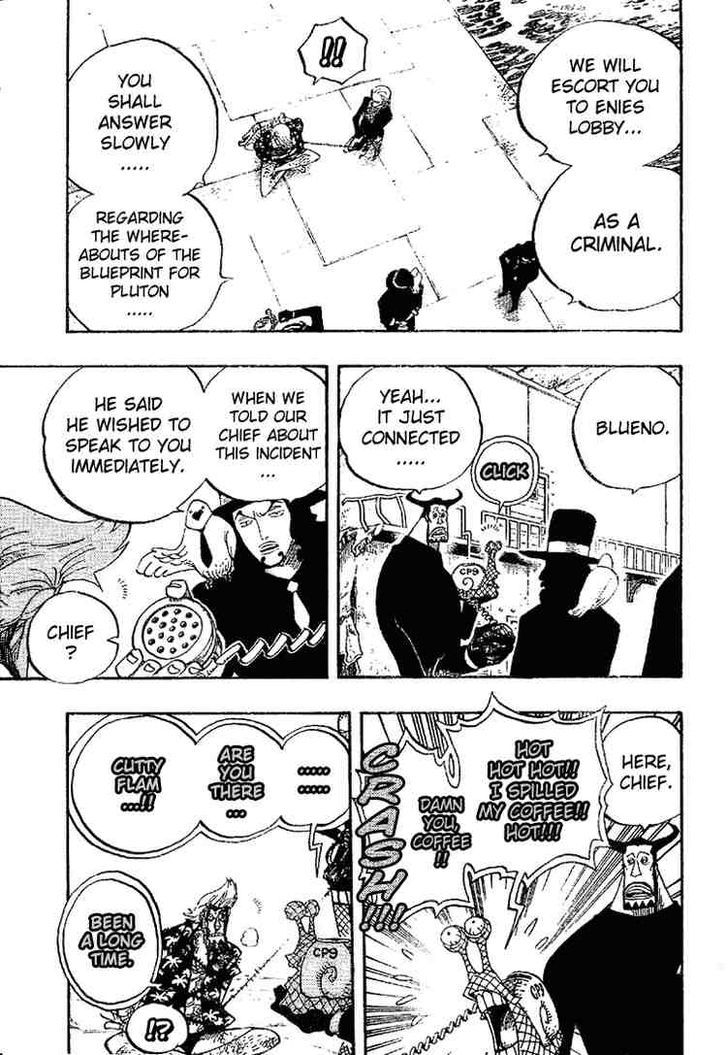 WE WILL
ESCORT YOU
TO ENIES
LOBBY...
AS A
CRIMINAL.
!!
YOU
SHALL
ANSWER
SLOWLY
.....
REGARDING
THE WHERE-
ABOUTS OF THE
BLUEPRINT FOR
PLUTON
.....
BLUENO.
CLICK
YEAH...
IT JUST
CONNECTED
.....
CP9
WHEN WE
TOLD OUR
CHIEF ABOUT
THIS INCIDENT
...
HE SAID
HE WISHED TO
SPEAK TO YOU
IMMEDIATELY.
CHIEF
?
HERE,
CHIEF.
HOT
HOT HOT!!
I SPILLED
MY COFFEE!!
HOT!!!
DAMN
YOU,
COFFEE
!!
CRASH!!!
CP9
.....
.....
ARE
YOU
THERE
...
CUTTY
FLAM
...!!
BEEN
A LONG
TIME.
CP9
!?